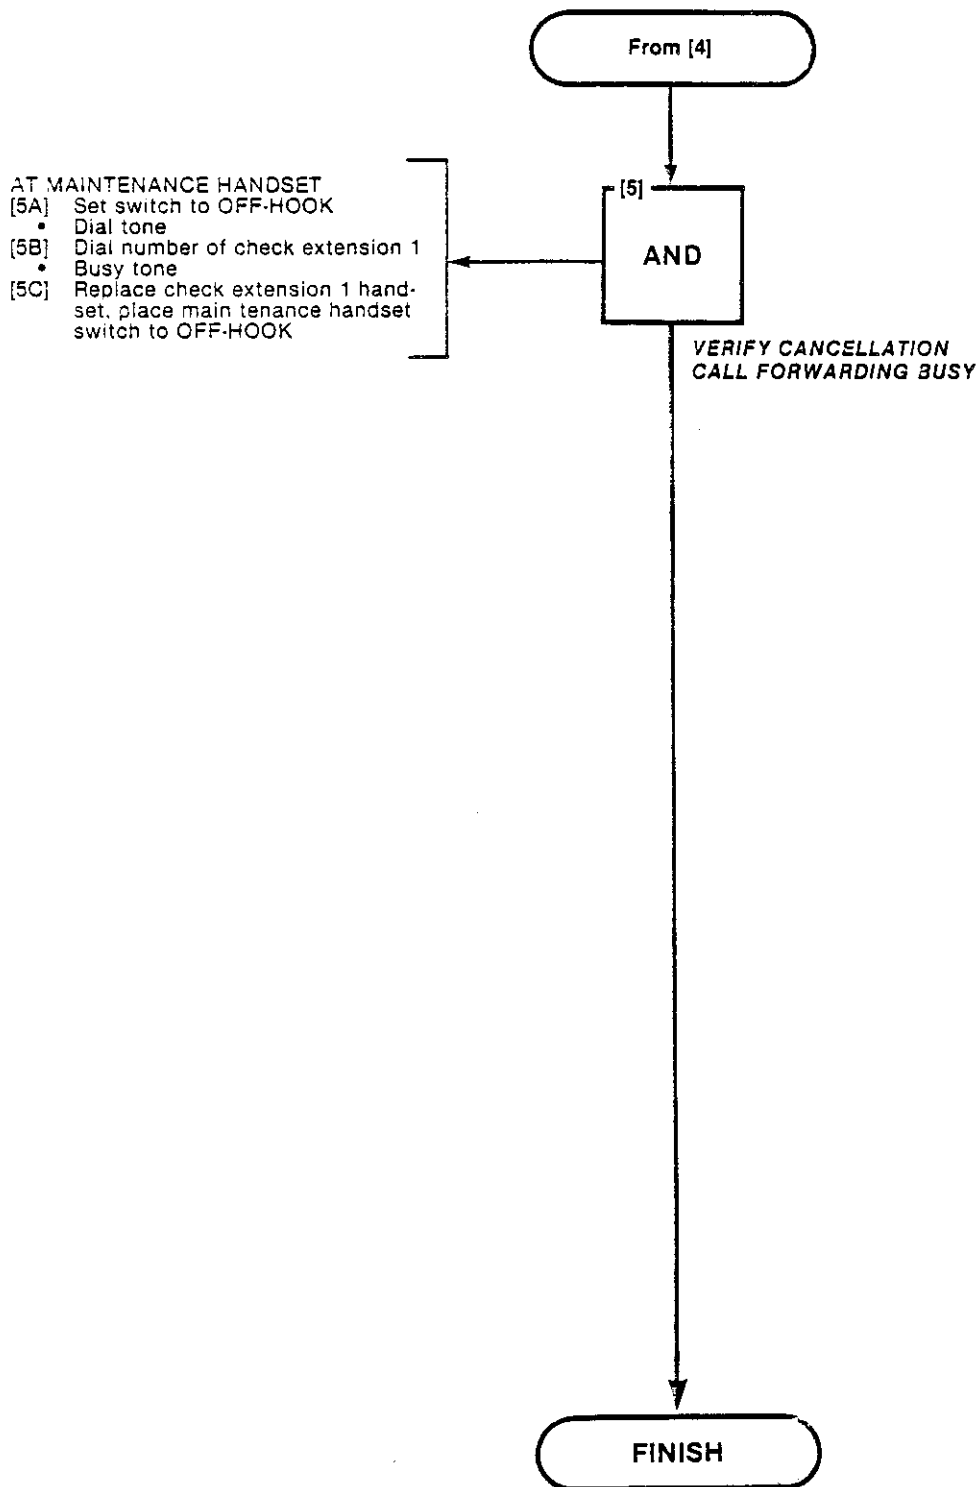 From [4]
AT MAINTENANCE HANDSET
[5A] Set switch to OFF-HOOK
• Dial tone
[5B] Dial number of check extension 1
• Busy tone
[5C] Replace check extension 1 hand-
set, place main tenance handset
switch to OFF-HOOK
[5]
AND
VERIFY CANCELLATION
CALL FORWARDING BUSY
FINISH